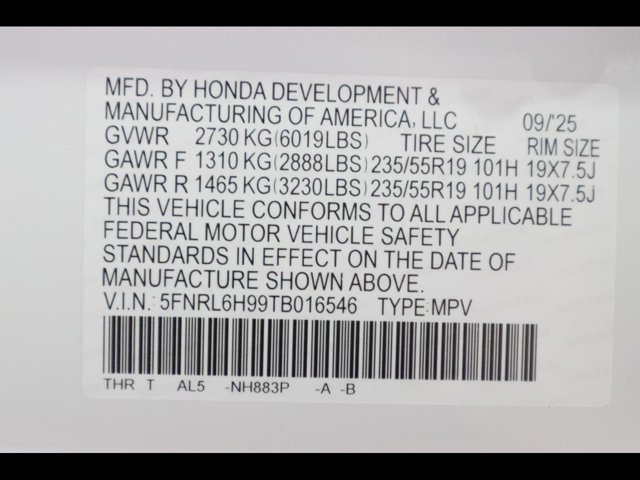 MFD. BY HONDA DEVELOPMENT &
MANUFACTURING OF AMERICA, LLC 09/'25
GVWR 2730 KG(6019LBS) TIRE SIZE RIM SIZE
GAWR F 1310 KG(2888LBS) 235/55R19 101H 19X7.5J
GAWR R 1465 KG(3230LBS) 235/55R19 101H 19X7.5J
THIS VEHICLE CONFORMS TO ALL APPLICABLE
FEDERAL MOTOR VEHICLE SAFETY
STANDARDS IN EFFECT ON THE DATE OF
MANUFACTURE SHOWN ABOVE.
V.I.N.: 5FNRL6H99TB016546 TYPE:MPV
THR T AL5 -NH883P -A -B